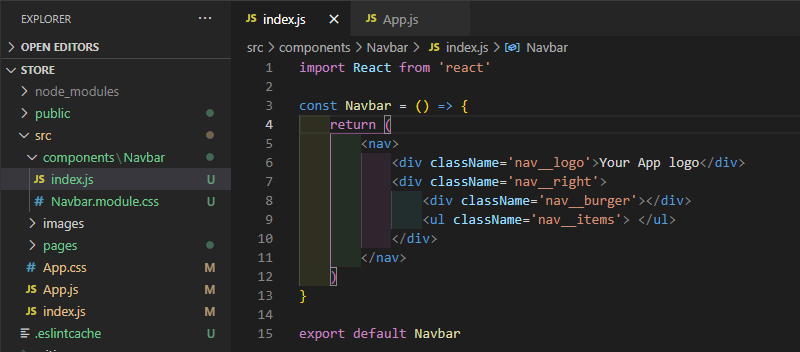 EXPLORER ···
OPEN EDITORS
STORE
node_modules
public
src
components\Navbar
JS index.js U
# Navbar.module.css U
images
pages
# App.css M
JS App.js M
JS index.js M
.eslintcache U
JS index.js × JS App.js
src > components > Navbar > JS index.js > Navbar
1 import React from 'react'
2
3 const Navbar = () => {
4 return (
5 <nav>
6 <div className='nav__logo'>Your App logo</div>
7 <div className='nav__right'>
8 <div className='nav__burger'></div>
9 <ul className='nav__items'> </ul>
10 </div>
11 </nav>
12 )
13 }
14
15 export default Navbar